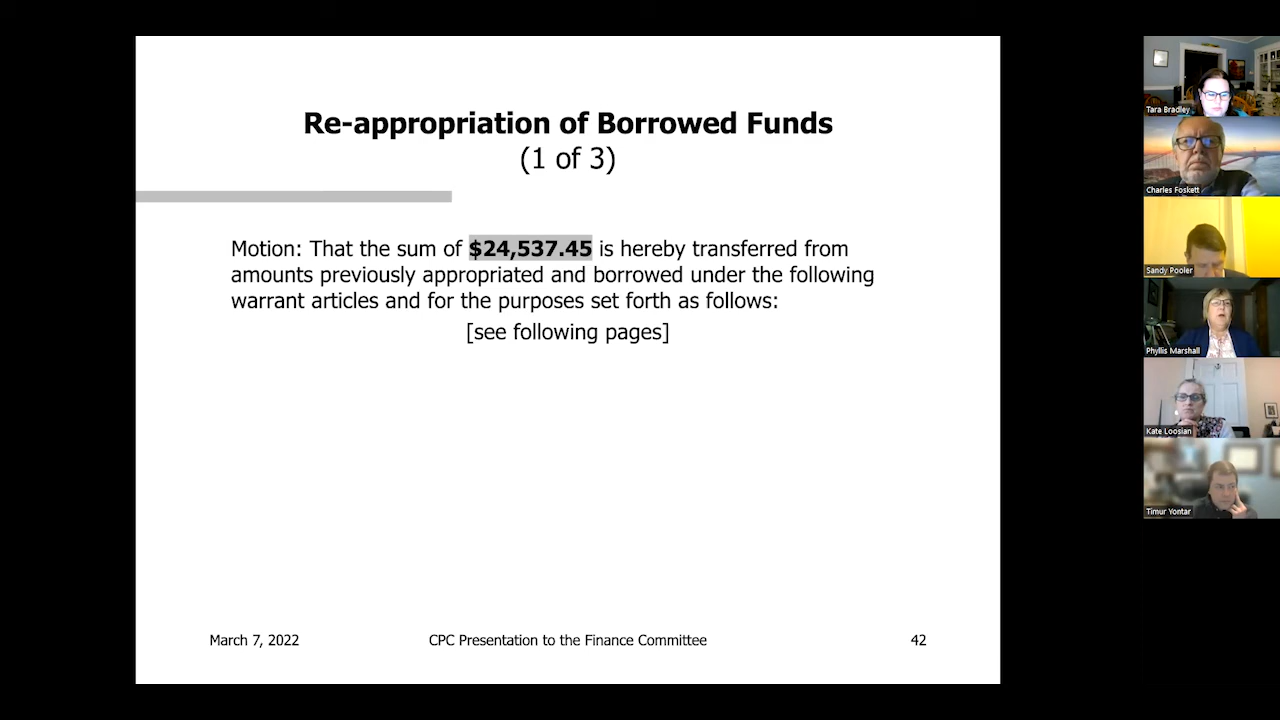 Re-appropriation of Borrowed Funds
(1 of 3)
Motion: That the sum of $24,537.45 is hereby transferred from
amounts previously appropriated and borrowed under the following
warrant articles and for the purposes set forth as follows:
[see following pages]
March 7, 2022
CPC Presentation to the Finance Committee
42
Tara Bradley
Charles Foskett
Sandy Pooler
Phyllis Marshall
Kate Loosian
Timur Yontar